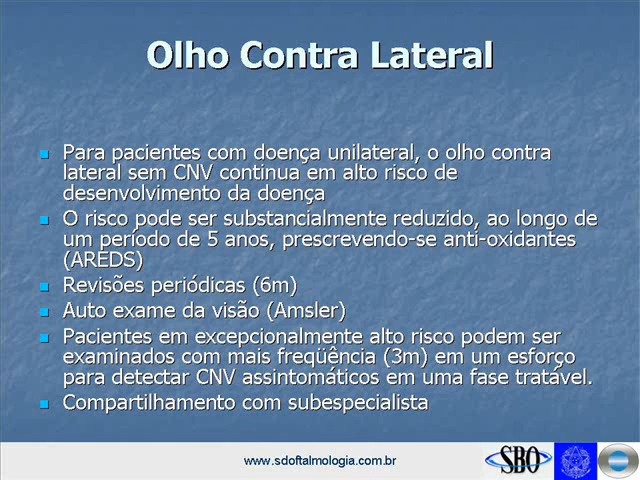 Olho Contra Lateral
Para pacientes com doença unilateral, o olho contra
lateral sem CNV continua em alto risco de
desenvolvimento da doença
O risco pode ser substancialmente reduzido, ao longo de
um período de 5 anos, prescrevendo-se anti-oxidantes
(AREDS)
Revisões periódicas (6m)
Auto exame da visão (Amsler)
Pacientes em excepcionalmente alto risco podem ser
examinados com mais freqüência (3m) em um esforço
para detectar CNV assintomáticos em uma fase tratável.
Compartilhamento com subespecialista
www.sdoftalmologia.com.br
SBO